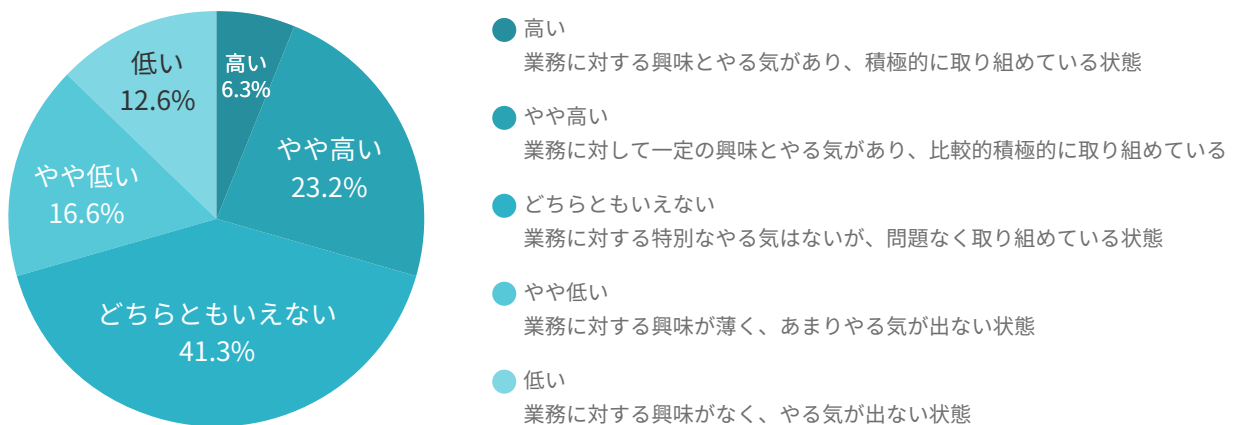 高い
6.3%
やや高い
23.2%
どちらともいえない
41.3%
やや低い
16.6%
低い
12.6%
高い
業務に対する興味とやる気があり、積極的に取り組めている状態
やや高い
業務に対して一定の興味とやる気があり、比較的積極的に取り組めている
どちらともいえない
業務に対する特別なやる気はないが、問題なく取り組めている状態
やや低い
業務に対する興味が薄く、あまりやる気が出ない状態
低い
業務に対する興味がなく、やる気が出ない状態